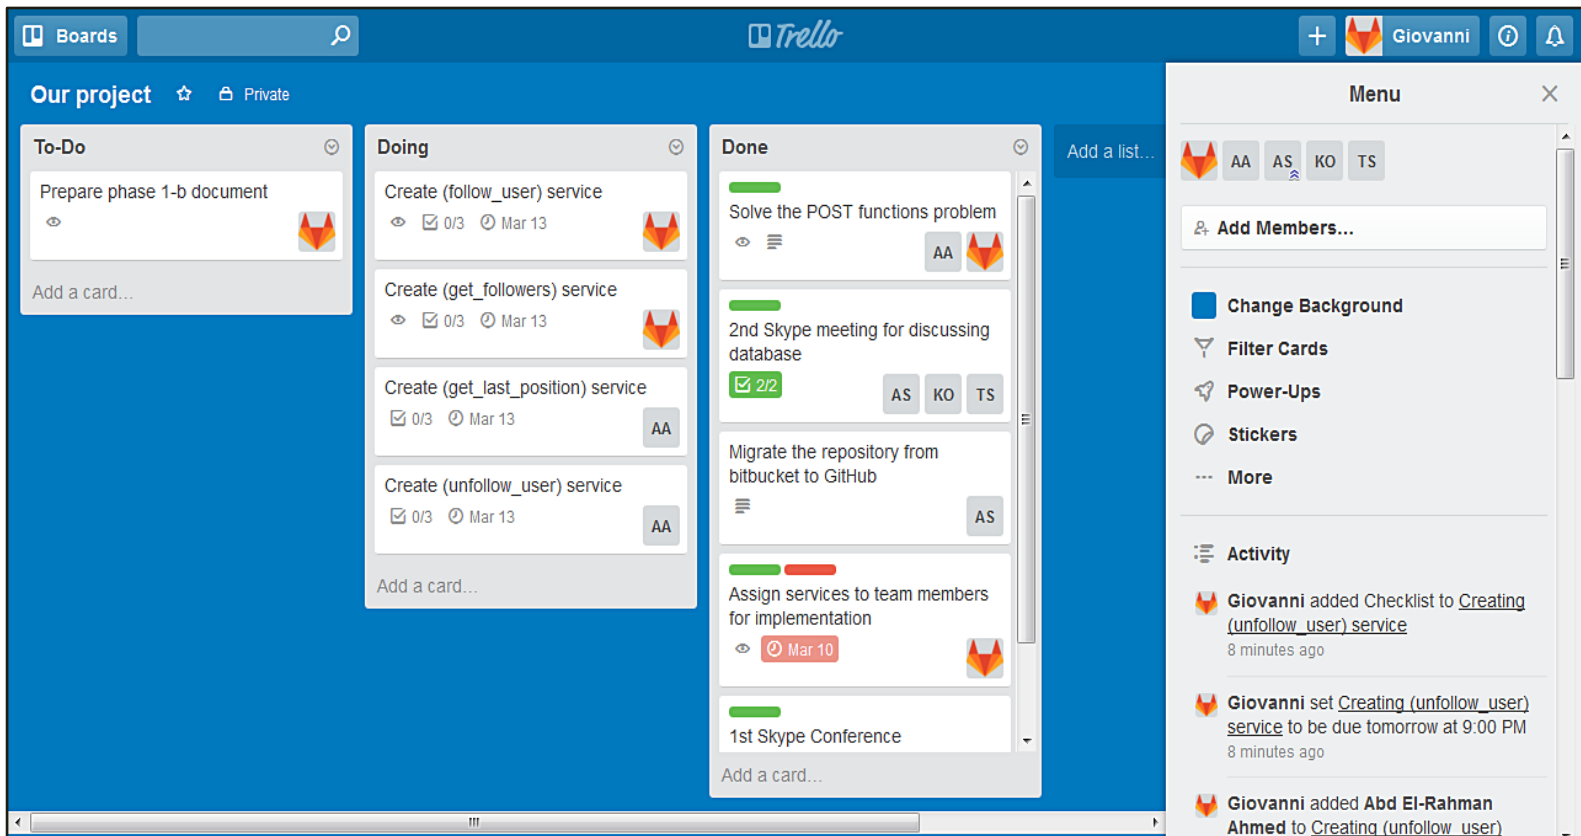 Boards
Trello
Giovanni
Our project
Private
To-Do
Prepare phase 1-b document
Add a card...
Doing
Create (follow_user) service
0/3 Mar 13
Create (get_followers) service
0/3 Mar 13
Create (get_last_position) service
0/3 Mar 13
AA
Create (unfollow_user) service
0/3 Mar 13
AA
Add a card...
Done
Solve the POST functions problem
AA
2nd Skype meeting for discussing
database
2/2
AS KO TS
Migrate the repository from
bitbucket to GitHub
AS
Assign services to team members
for implementation
Mar 10
1st Skype Conference
Add a card...
Add a list...
Menu
AA AS KO TS
Add Members...
Change Background
Filter Cards
Power-Ups
Stickers
More
Activity
Giovanni added Checklist to Creating
(unfollow_user) service
8 minutes ago
Giovanni set Creating (unfollow_user)
service to be due tomorrow at 9:00 PM
8 minutes ago
Giovanni added Abd El-Rahman
Ahmed to Creating (unfollow_user)